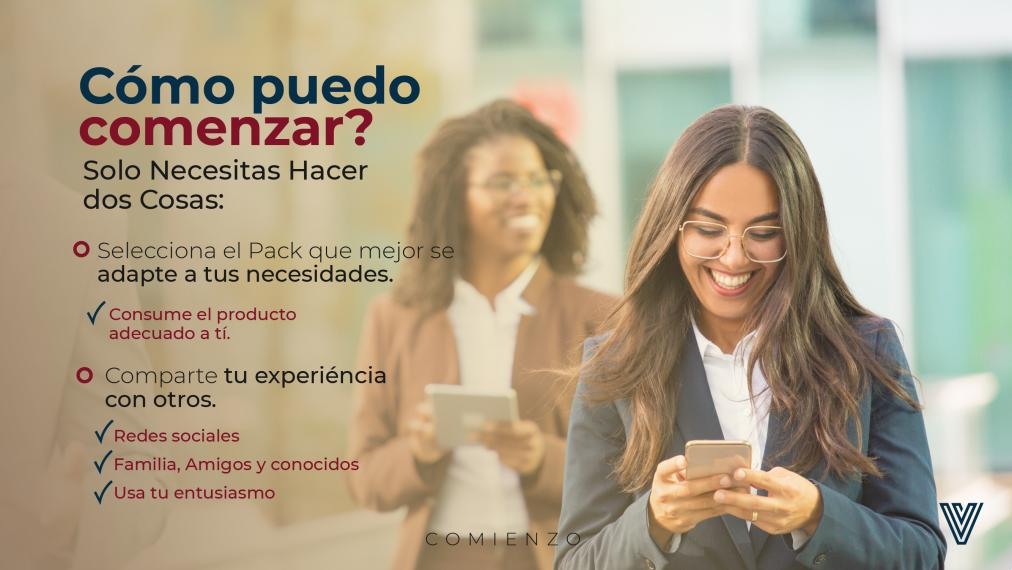 Cómo puedo
comenzar?
Solo Necesitas Hacer
dos Cosas:
Selecciona el Pack que mejor se
adapte a tus necesidades.
Consume el producto
adecuado a tí.
Comparte tu experiéncia
con otros.
Redes sociales
Familia, Amigos y conocidos
Usa tu entusiasmo
COMIENZO
V